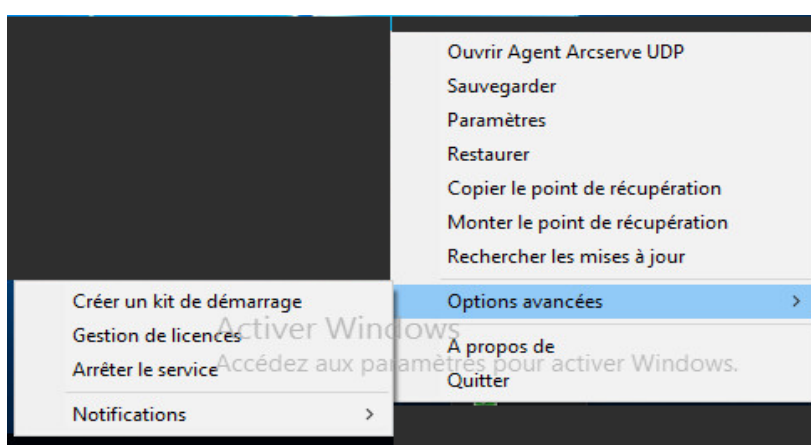 Ouvrir Agent Arcserve UDP
Sauvegarder
Paramètres
Restaurer
Copier le point de récupération
Monter le point de récupération
Rechercher les mises à jour
Options avancées
A propos de
Quitter
Créer un kit de démarrage
Gestion de licences
Arrêter le service
Notifications
Activer Windows
Accédez aux paramètres pour activer Windows.